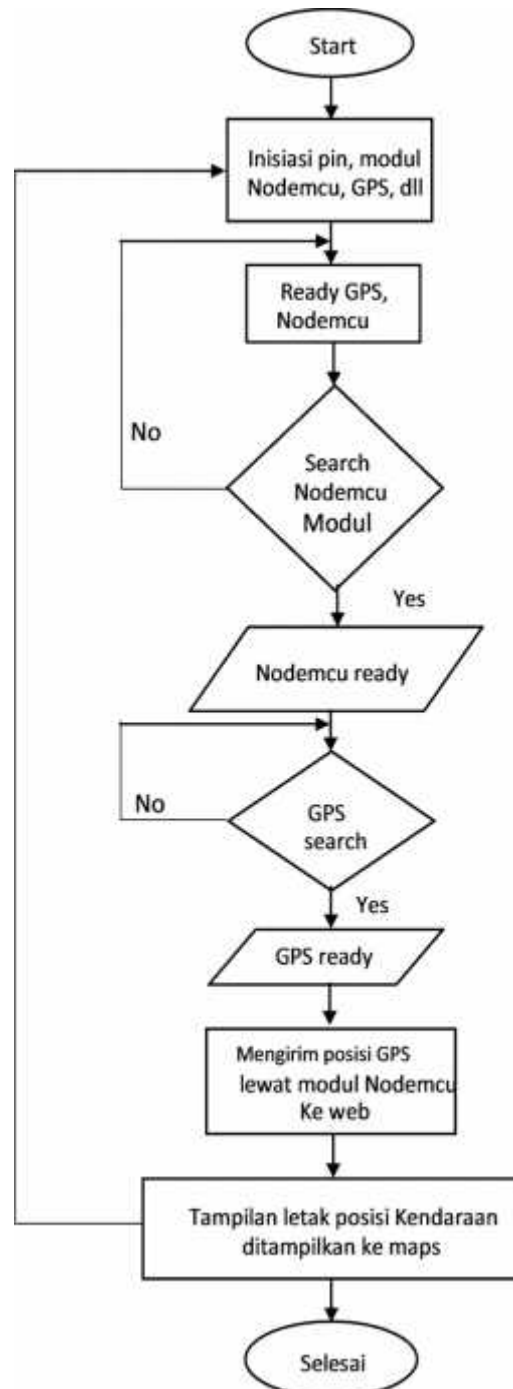 Start
Inisiasi pin, modul
Nodemcu, GPS, dll
Ready GPS,
Nodemcu
No
Search
Nodemcu
Modul
Yes
Nodemcu ready
No
GPS
search
Yes
GPS ready
Mengirim posisi GPS
lewat modul Nodemcu
Ke web
Tampilan letak posisi Kendaraan
ditampilkan ke maps
Selesai